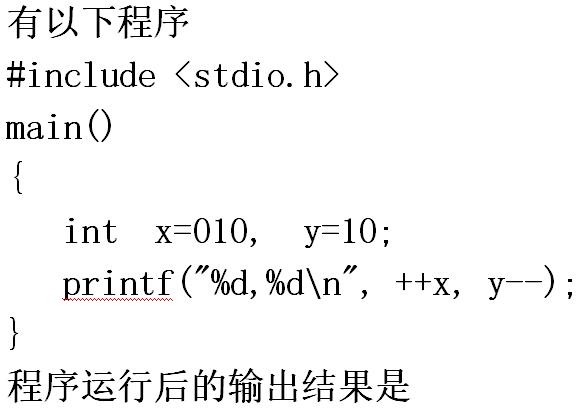 有以下程序
#include <stdio.h>
main()
{
int  x=010,  y=10;
printf("%d,%d\n", ++x, y--);
}
程序运行后的输出结果是